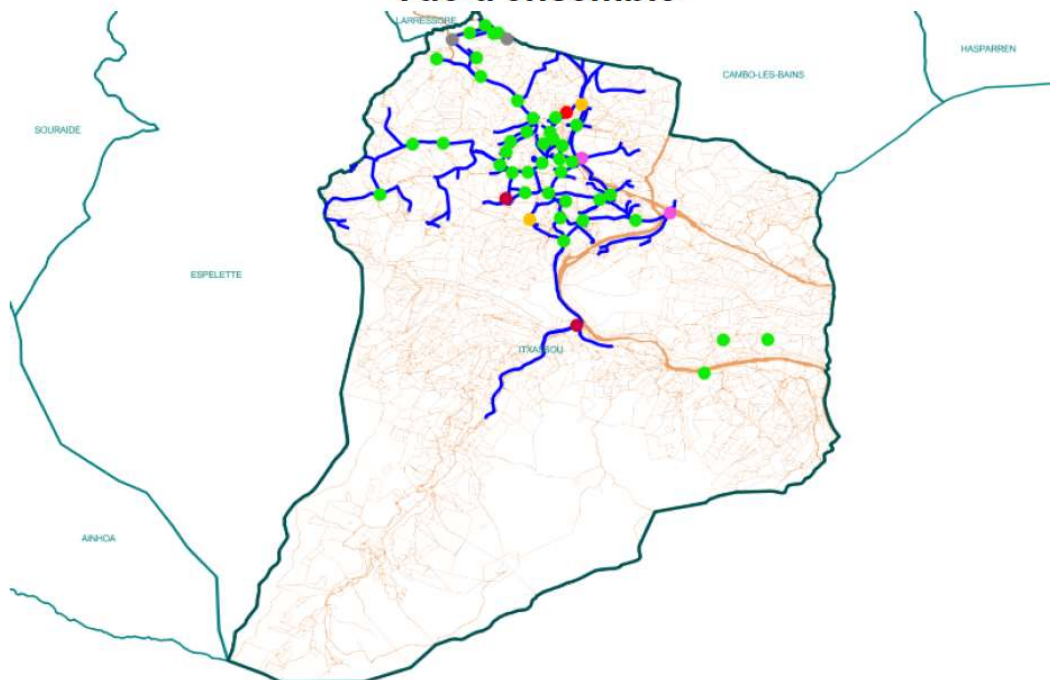 LARRESSORE
HASPARREN
CAMBO-LES-BAINS
SOURAIDE
ESPELETTE
ITXASSOU
AINHOA